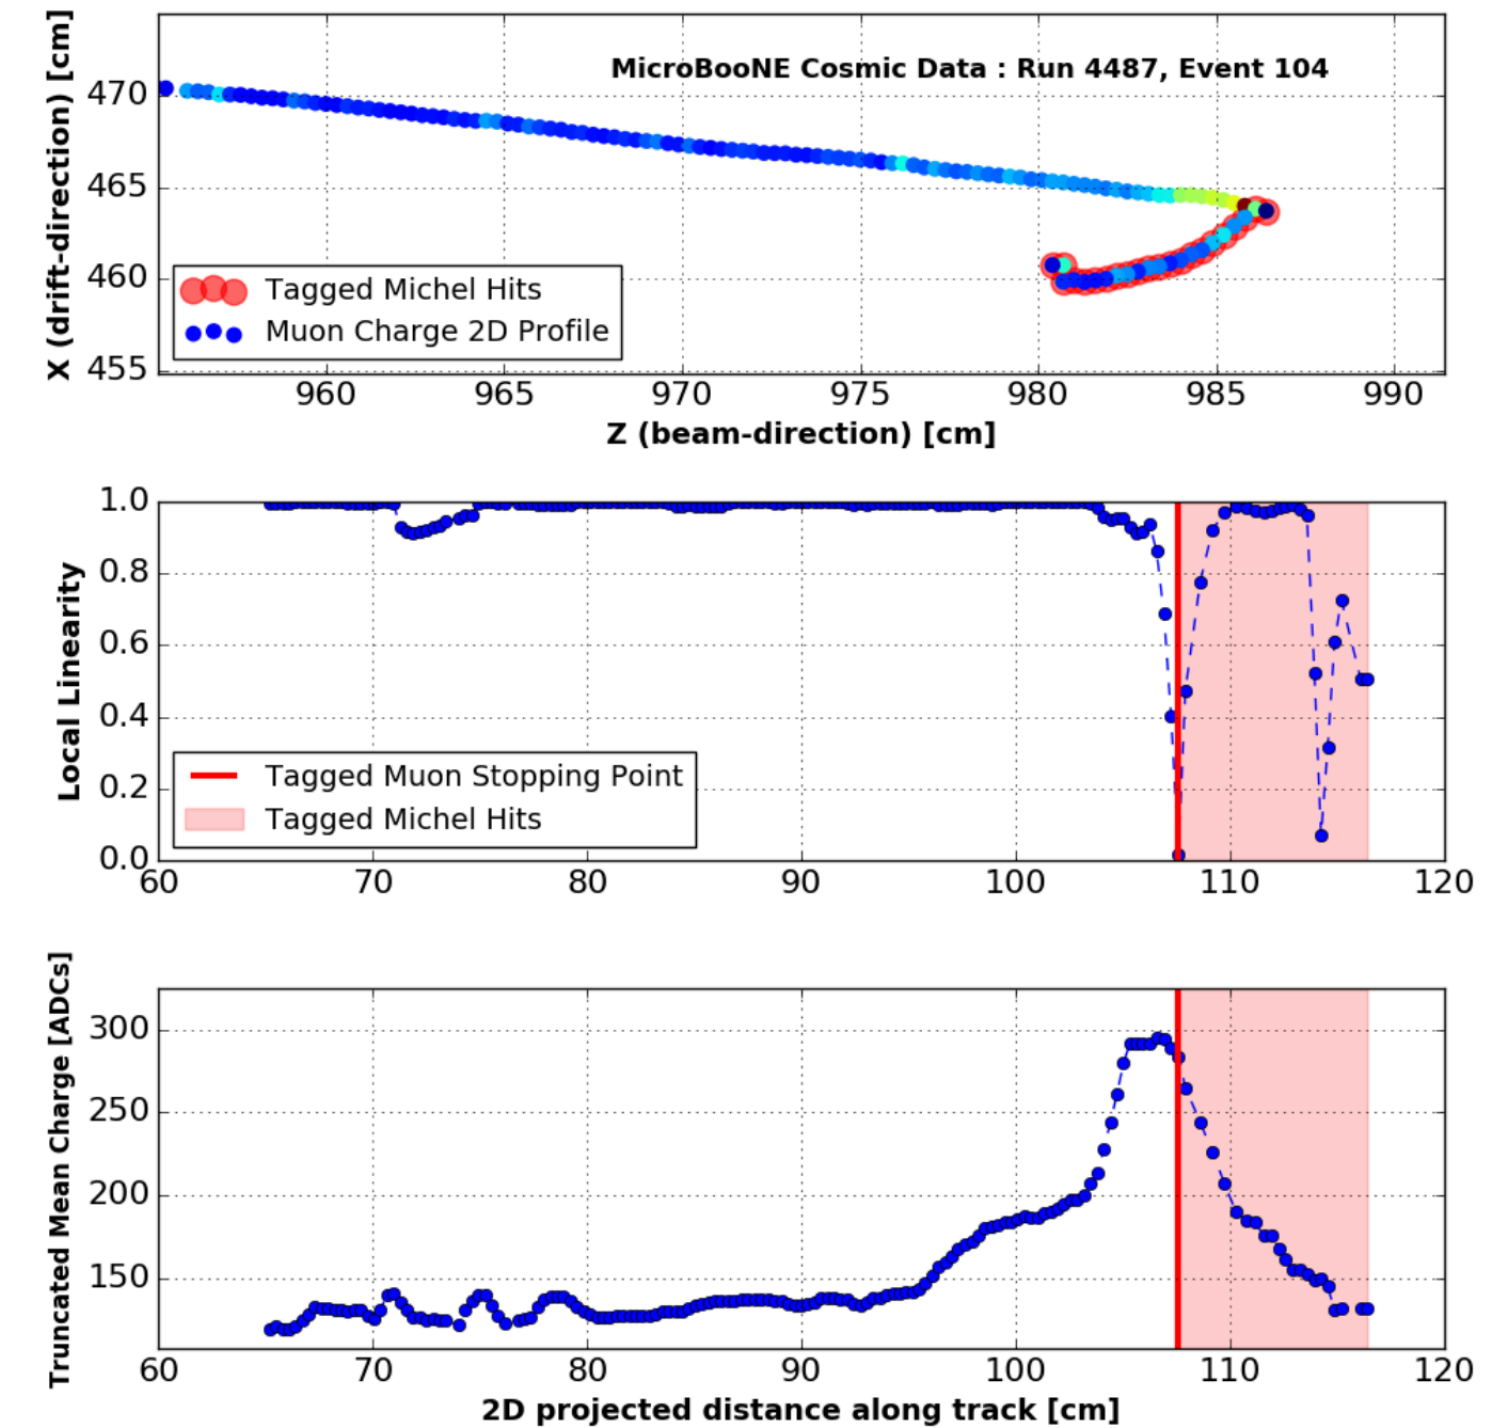 MicroBooNE Cosmic Data : Run 4487, Event 104
X (drift-direction) [cm]
470
465
460
455
Tagged Michel Hits
Muon Charge 2D Profile
960 965 970 975 980 985 990
Z (beam-direction) [cm]
Local Linearity
1.0
0.8
0.6
0.4
0.2
0.0
Tagged Muon Stopping Point
Tagged Michel Hits
60 70 80 90 100 110 120
Truncated Mean Charge [ADCs]
300
250
200
150
60 70 80 90 100 110 120
2D projected distance along track [cm]